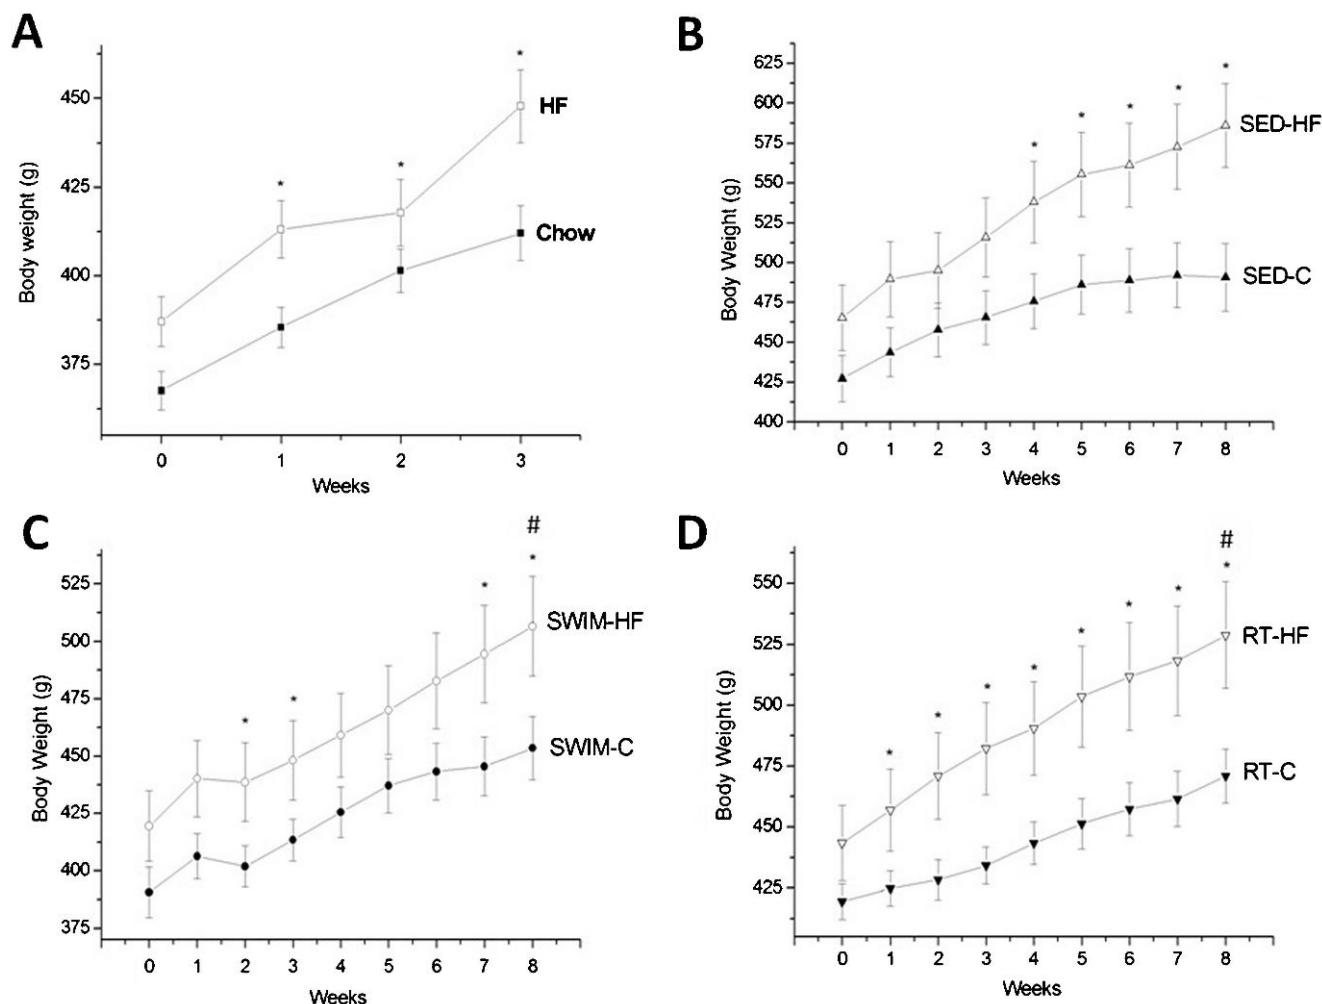 A
Body weight (g)
450
425
400
375
*
*
*
HF
Chow
0 1 2 3
Weeks
B
Body Weight (g)
625
600
575
550
525
500
475
450
425
400
*
*
*
*
*
SED-HF
SED-C
0 1 2 3 4 5 6 7 8
Weeks
C
Body Weight (g)
525
500
475
450
425
400
375
#
*
*
*
*
SWIM-HF
SWIM-C
0 1 2 3 4 5 6 7 8
Weeks
D
Body Weight (g)
550
525
500
475
450
425
#
*
*
*
*
*
*
*
*
RT-HF
RT-C
0 1 2 3 4 5 6 7 8
Weeks